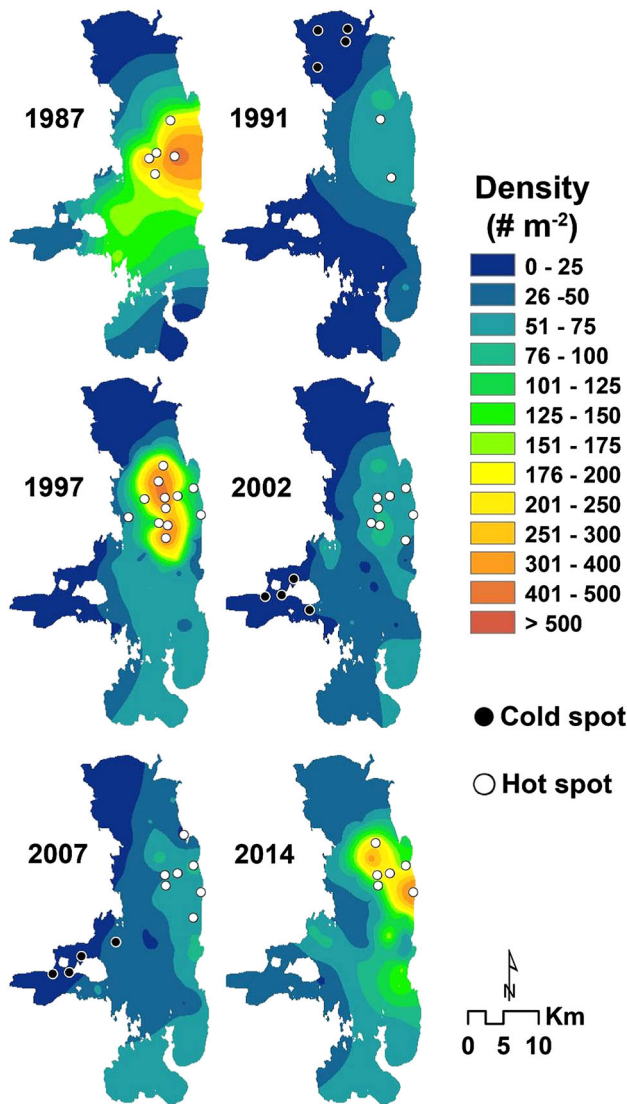 1987
1991
Density
(# m-2)
0 - 25
26 -50
51 - 75
76 - 100
101 - 125
125 - 150
151 - 175
176 - 200
201 - 250
251 - 300
301 - 400
401 - 500
> 500
1997
2002
Cold spot
Hot spot
2007
2014
N
Km
0 5 10